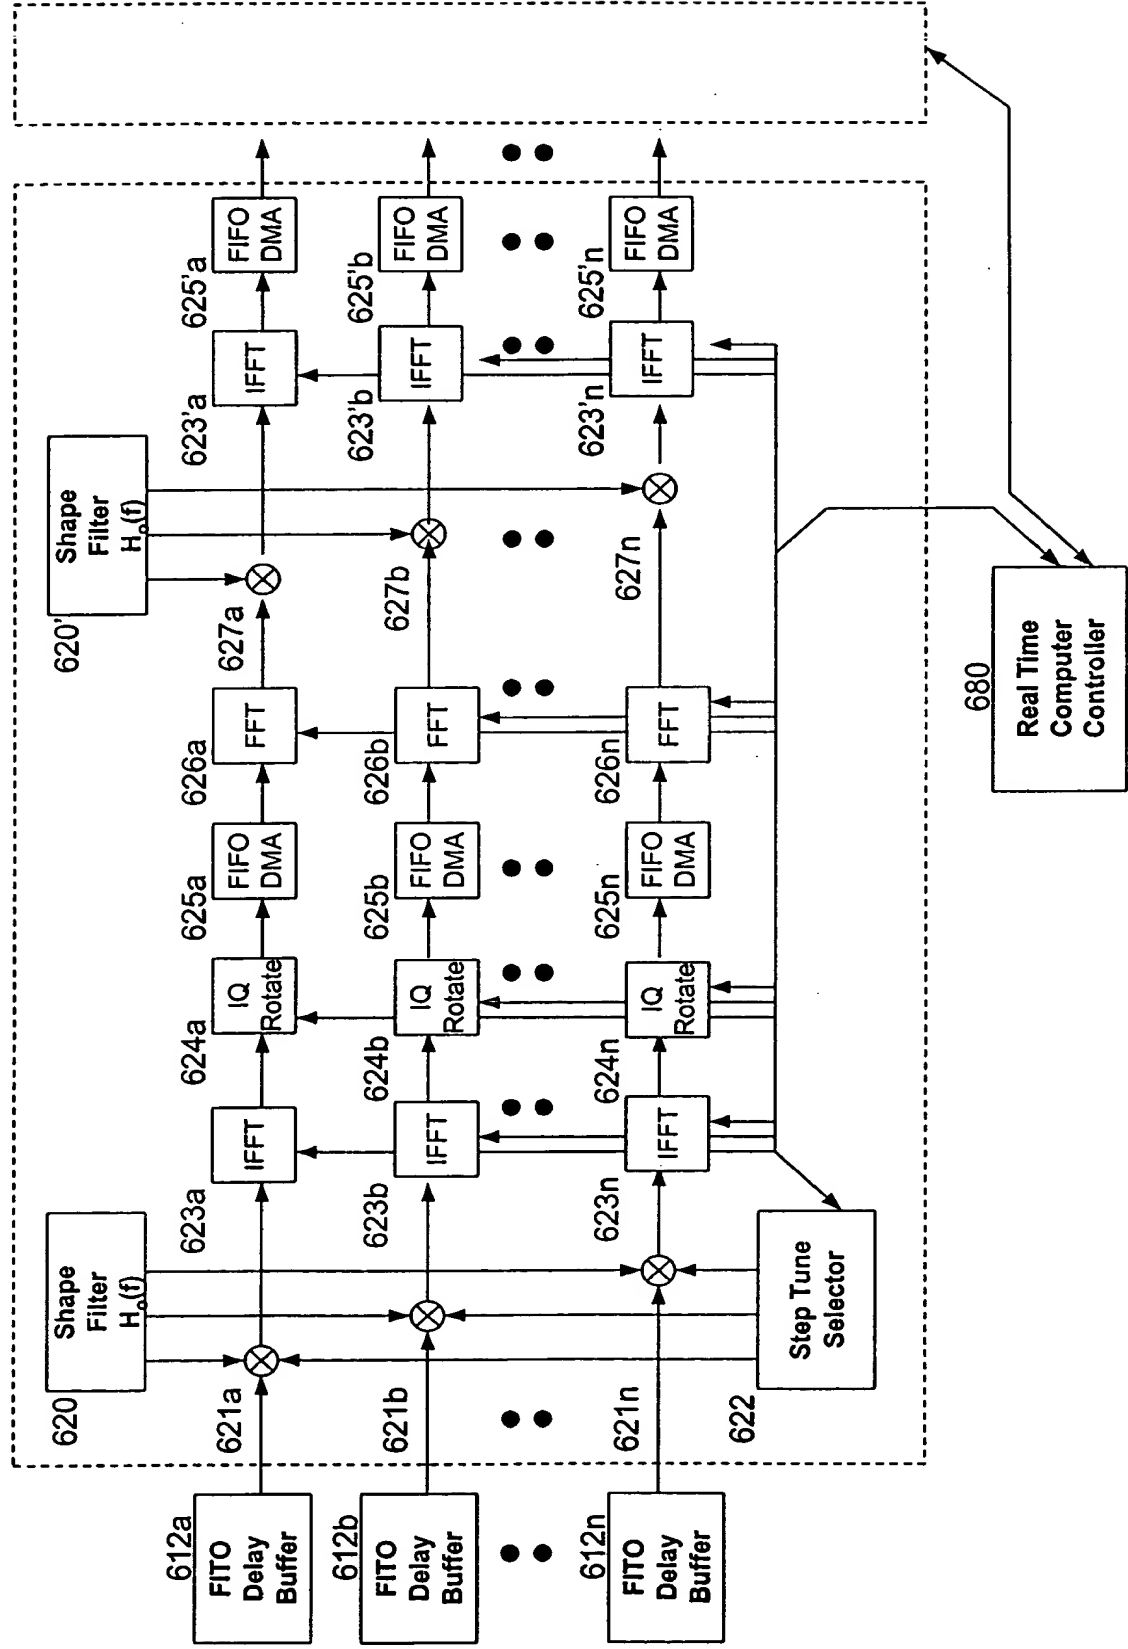 612a
FITO
Delay
Buffer
612b
FITO
Delay
Buffer
612n
FITO
Delay
Buffer
620
Shape
Filter
H₀(f)
621a
621b
621n
622
Step Tune
Selector
623a
IFFT
623b
IFFT
623n
IFFT
624a
IQ
Rotate
624b
IQ
Rotate
624n
IQ
Rotate
625a
FIFO
DMA
625b
FIFO
DMA
625n
FIFO
DMA
626a
FFT
626b
FFT
626n
FFT
620'
Shape
Filter
H₀(f)
627a
627b
627n
623'a
IFFT
623'b
IFFT
623'n
IFFT
625'a
FIFO
DMA
625'b
FIFO
DMA
625'n
FIFO
DMA
680
Real Time
Computer
Controller